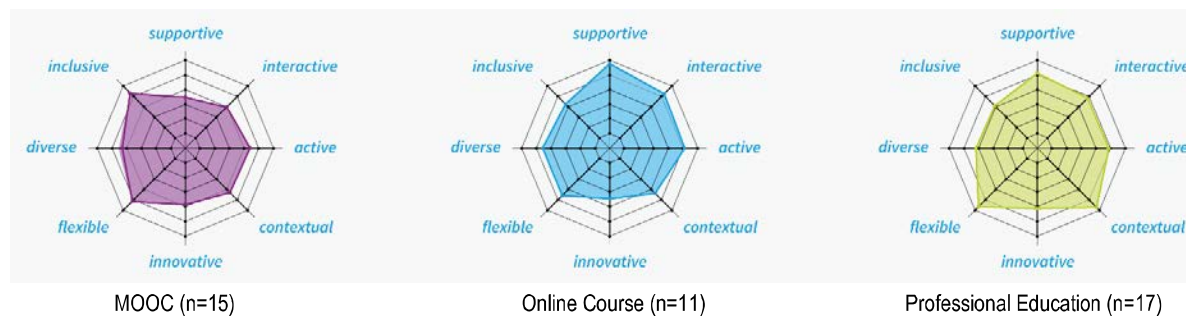 supportive
inclusive interactive
diverse active
flexible contextual
innovative
MOOC (n=15)
supportive
inclusive interactive
diverse active
flexible contextual
innovative
Online Course (n=11)
supportive
inclusive interactive
diverse active
flexible contextual
innovative
Professional Education (n=17)